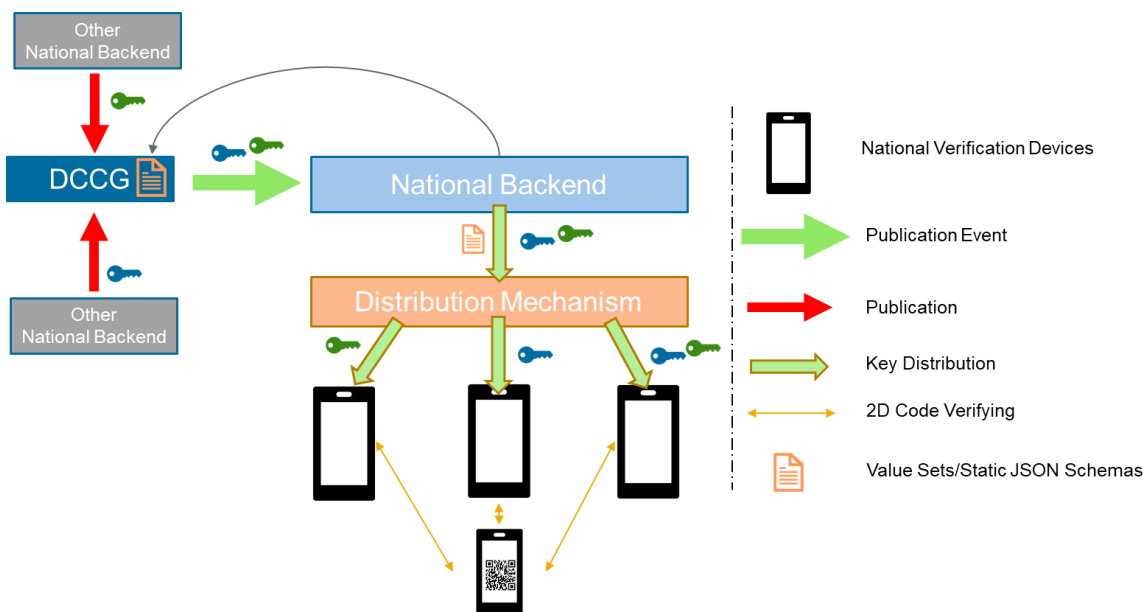 Other
National Backend
DCCG
National Backend
Distribution Mechanism
Other
National Backend
National Verification Devices
Publication Event
Publication
Key Distribution
2D Code Verifying
Value Sets/Static JSON Schemas